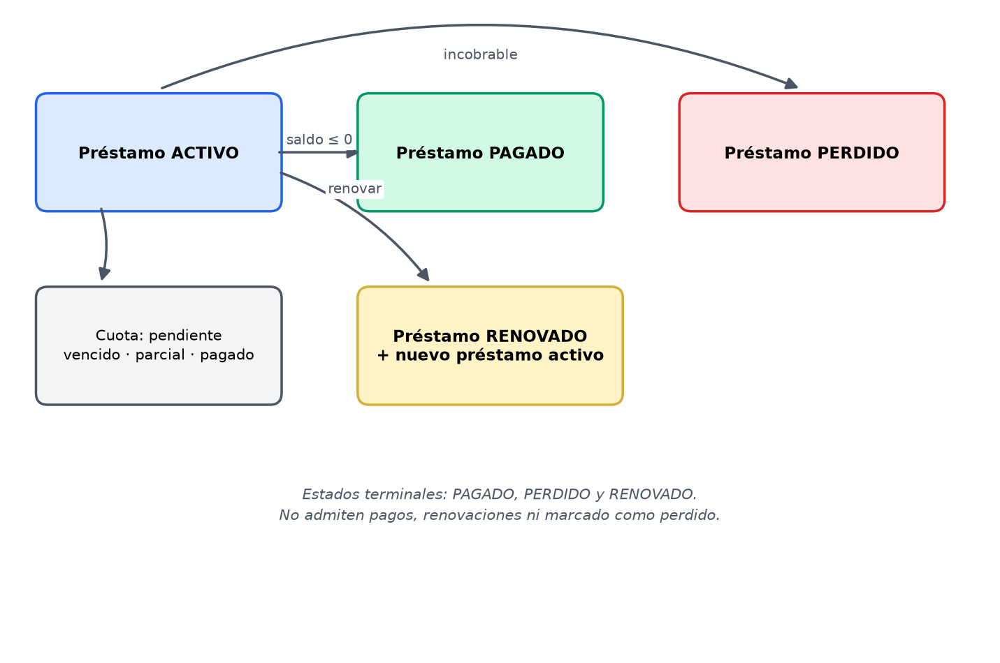 incobrable
Préstamo ACTIVO
saldo ≤ 0
Préstamo PAGADO
Préstamo PERDIDO
renovar
Cuota: pendiente
vencido · parcial · pagado
Préstamo RENOVADO
+ nuevo préstamo activo
Estados terminales: PAGADO, PERDIDO y RENOVADO.
No admiten pagos, renovaciones ni marcado como perdido.